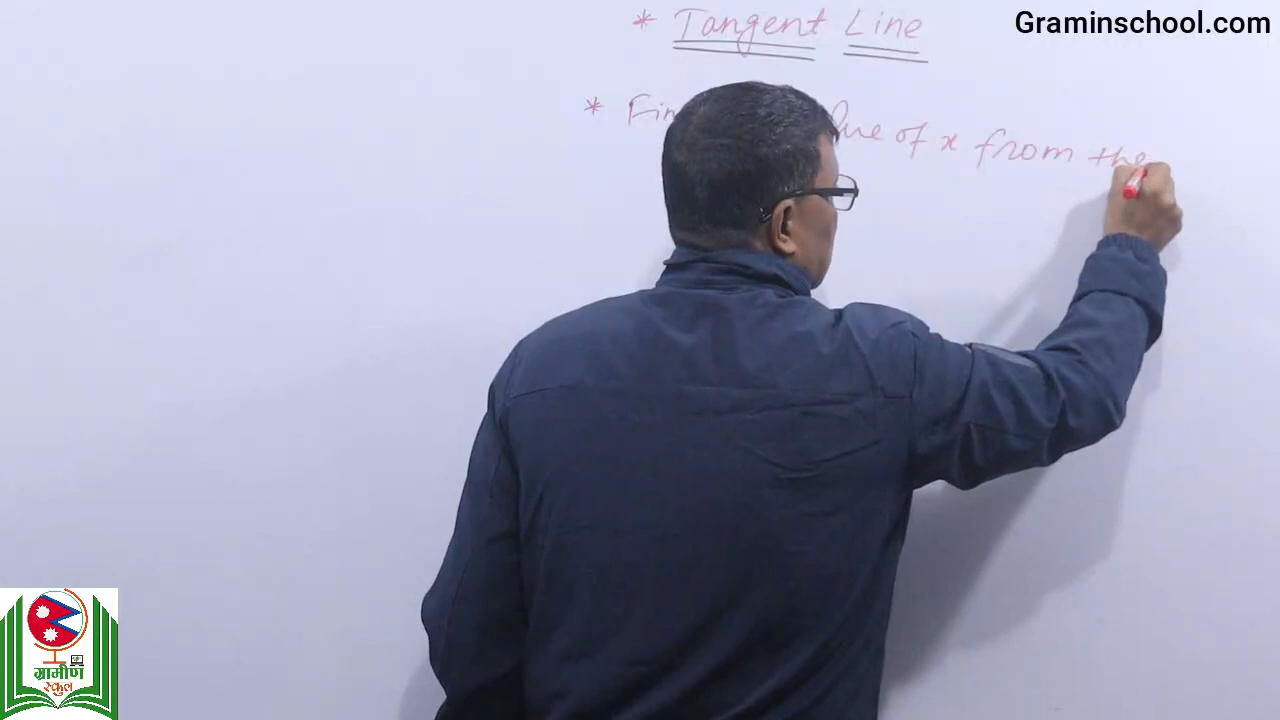 Graminschool.com
* Tangent Line
* Fin ue of x from the
ग्रामीण
स्कुल